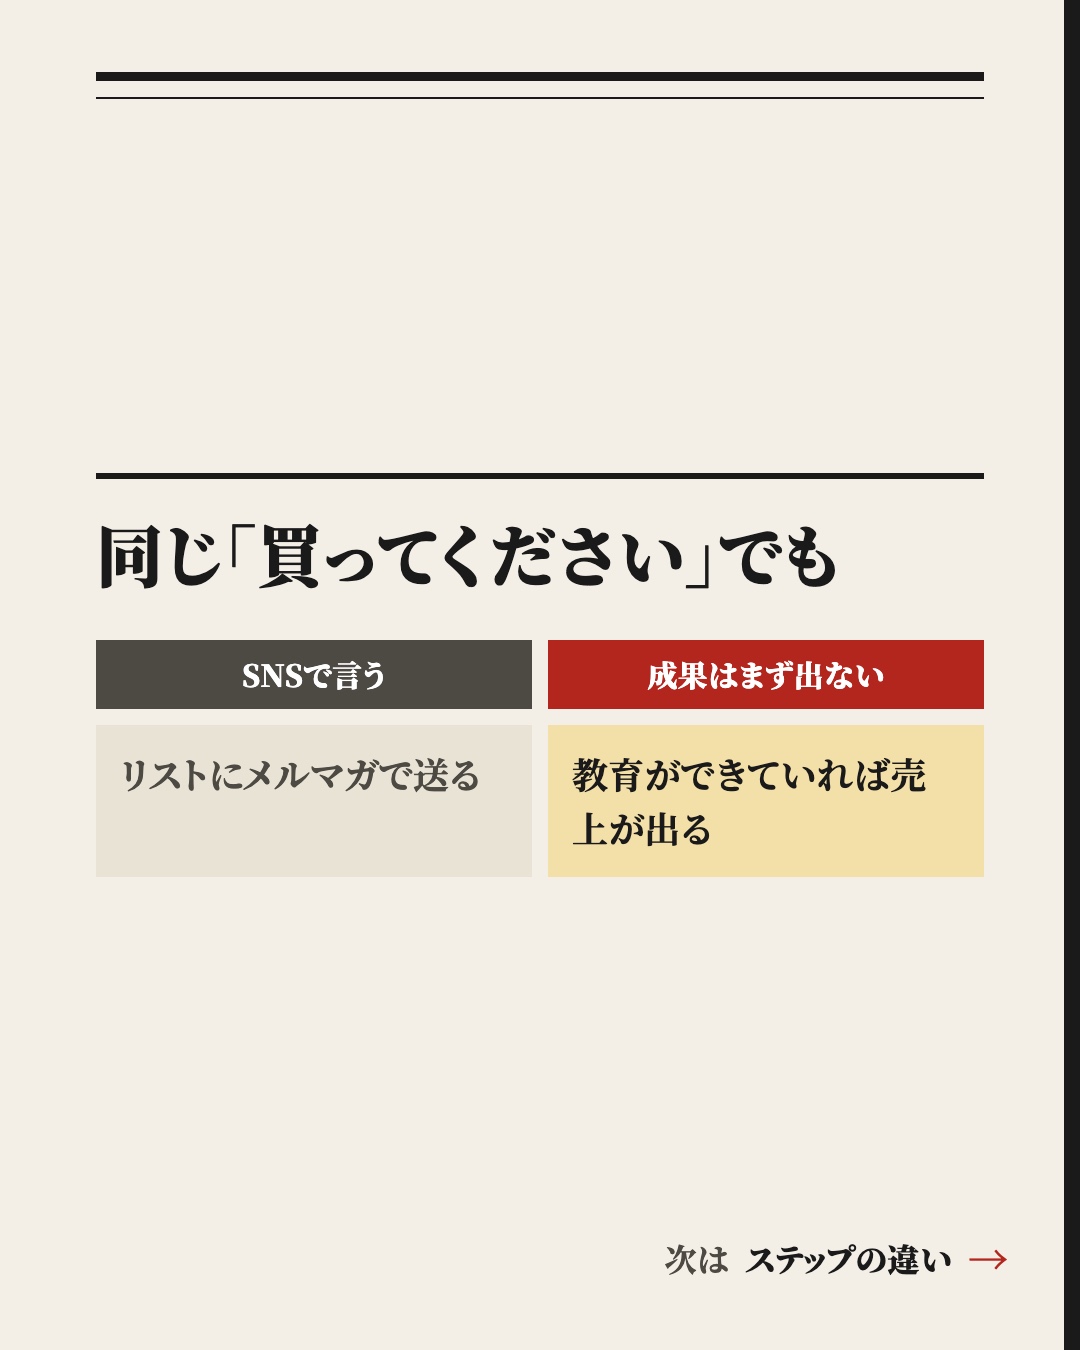 同じ「買ってください」でも
SNSで言う
成果はまず出ない
リストにメルマガで送る
教育ができていれば売
上が出る
次は ステップの違い →